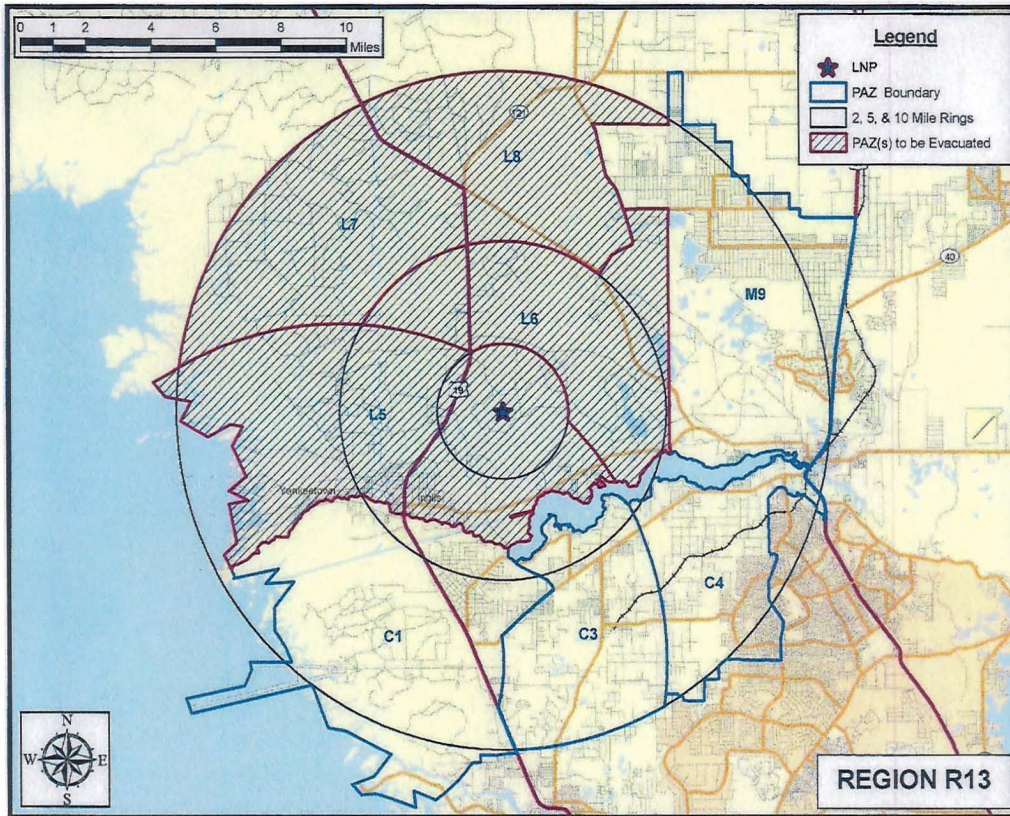 0 1 2 4 6 8 10
Miles
Legend
LNP
PAZ Boundary
2, 5, & 10 Mile Rings
PAZ(s) to be Evacuated
121
L8
L7
40
M9
L6
19
L5
Yankeetown
Inglis
C4
C3
C1
N
W E
S
REGION R13